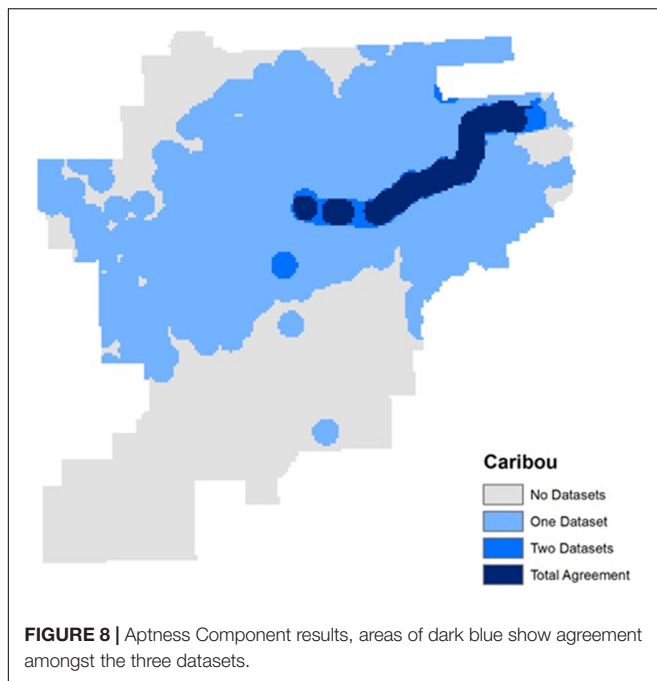 Caribou
No Datasets
One Dataset
Two Datasets
Total Agreement
FIGURE 8 | Aptness Component results, areas of dark blue show agreement
amongst the three datasets.